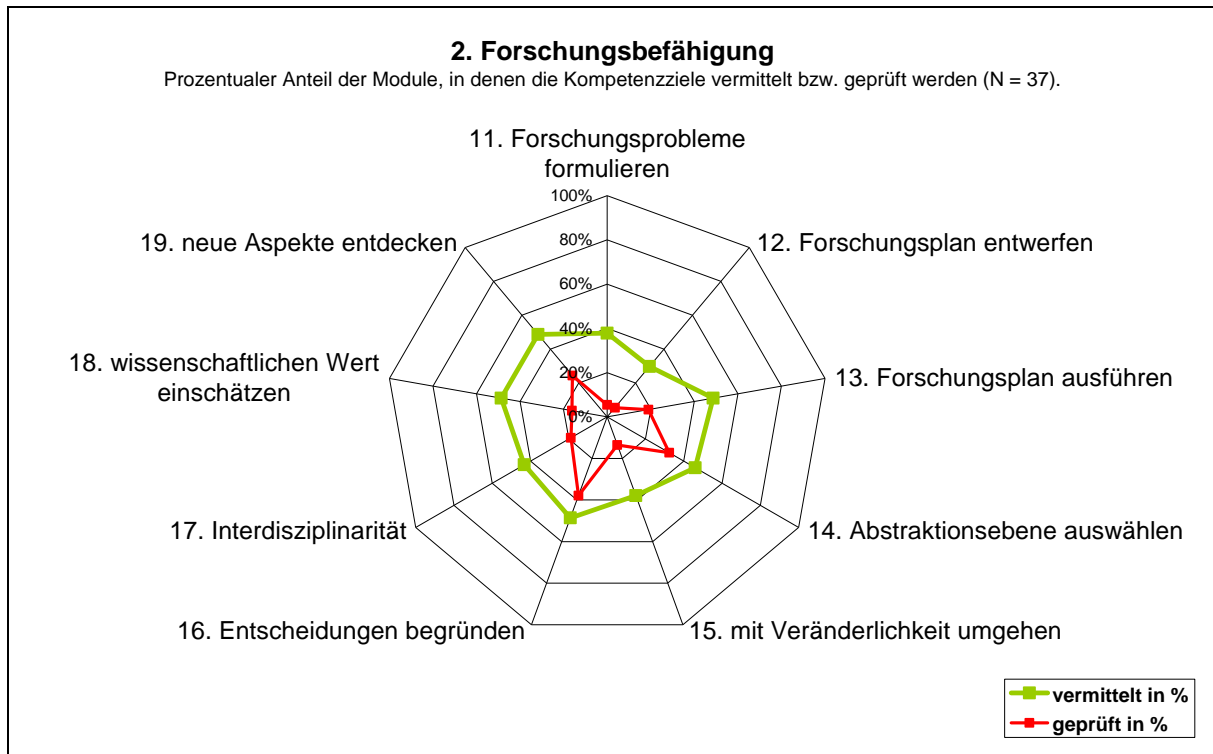 2. Forschungsbefähigung
Prozentualer Anteil der Module, in denen die Kompetenzziele vermittelt bzw. geprüft werden (N = 37).
11. Forschungsprobleme
formulieren
12. Forschungsplan entwerfen
13. Forschungsplan ausführen
14. Abstraktionsebene auswählen
15. mit Veränderlichkeit umgehen
16. Entscheidungen begründen
17. Interdisziplinarität
18. wissenschaftlichen Wert
einschätzen
19. neue Aspekte entdecken
100%
80%
60%
40%
20%
0%
vermittelt in %
geprüft in %